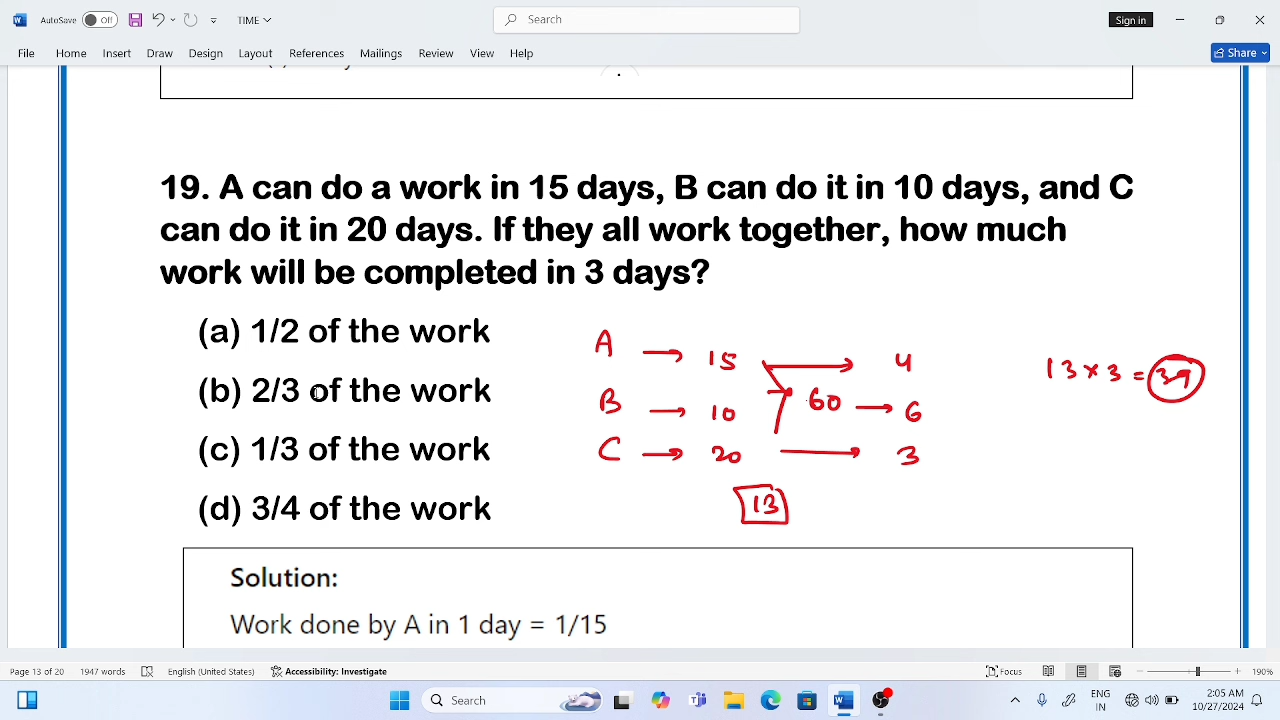 AutoSave Off TIME Search Sign in
File Home Insert Draw Design Layout References Mailings Review View Help Share
19. A can do a work in 15 days, B can do it in 10 days, and C
can do it in 20 days. If they all work together, how much
work will be completed in 3 days?
(a) 1/2 of the work
(b) 2/3 of the work
(c) 1/3 of the work
(d) 3/4 of the work
A → 15 → 4
B → 10 60 → 6
C → 20 → 3
13
13 × 3 = 39
Solution:
Work done by A in 1 day = 1/15
Page 13 of 20 1947 words English (United States) Accessibility: Investigate Focus 190%
Search ENG IN 2:05 AM 10/27/2024